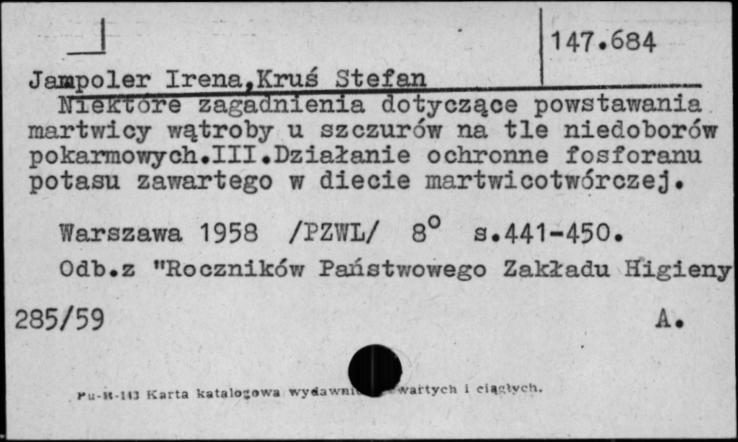 147.684
Jampoler Irena,Kruś Stefan
Niektóre zagadnienia dotyczące powstawania
martwicy wątroby u szczurów na tle niedoborów
pokarmowych.III.Działanie ochronne fosforanu
potasu zawartego w diecie martwicotwórczej.
Warszawa 1958 /PZWL/ 8° s.441-450.
Odb.z "Roczników Państwowego Zakładu Higieny
285/59 A.
Pu-B-113 Karta katalogowa wydawni wartych i ciągłych.